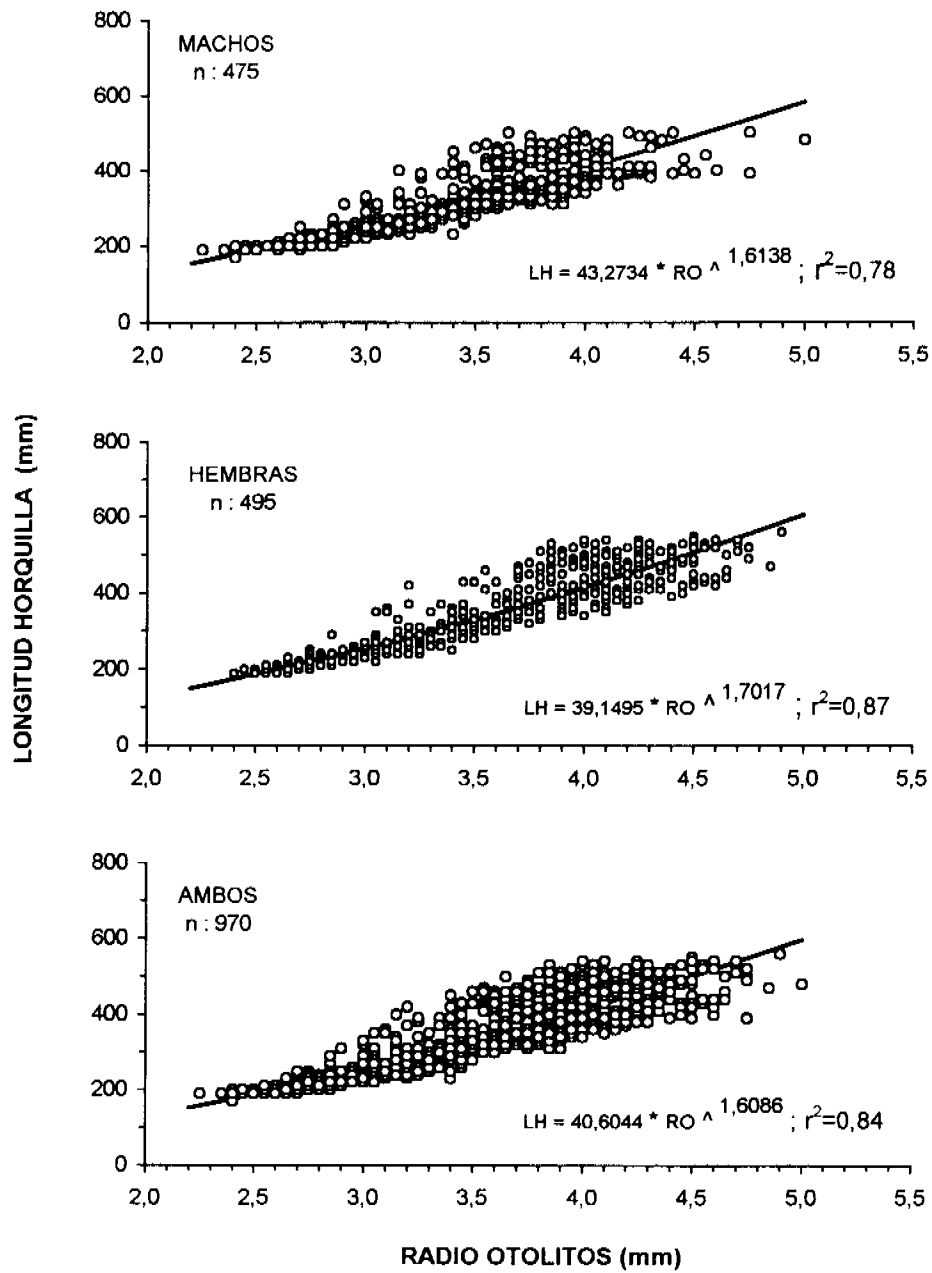 800
MACHOS
n : 475
600
400
200
LH = 43,2734 * RO ^ 1,6138 ; r2=0,78
0
2,0 2,5 3,0 3,5 4,0 4,5 5,0 5,5
LONGITUD HORQUILLA (mm)
800
HEMBRAS
n : 495
600
400
200
LH = 39,1495 * RO ^ 1,7017 ; r2=0,87
0
2,0 2,5 3,0 3,5 4,0 4,5 5,0 5,5
800
AMBOS
n : 970
600
400
200
LH = 40,6044 * RO ^ 1,6086 ; r2=0,84
0
2,0 2,5 3,0 3,5 4,0 4,5 5,0 5,5
RADIO OTOLITOS (mm)